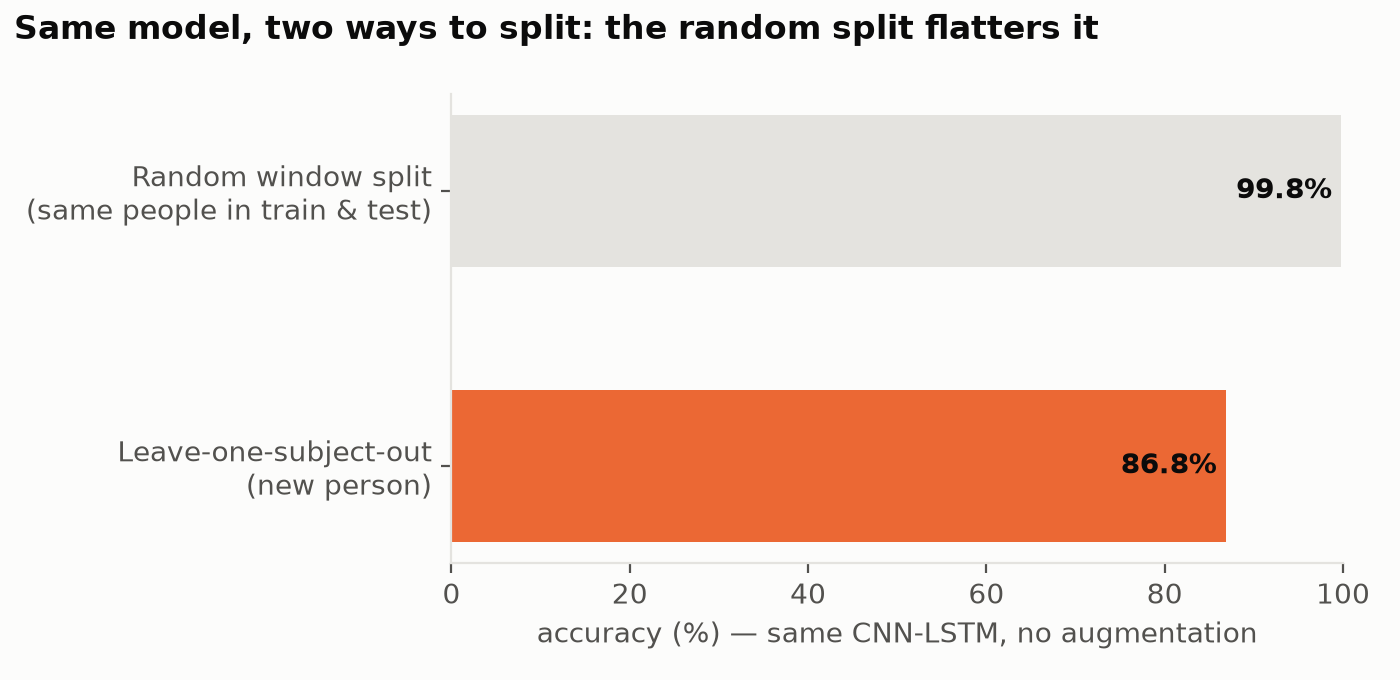 Same model, two ways to split: the random split flatters it
Random window split
(same people in train & test)
99.8%
Leave-one-subject-out
(new person)
86.8%
0 20 40 60 80 100
accuracy (%) — same CNN-LSTM, no augmentation